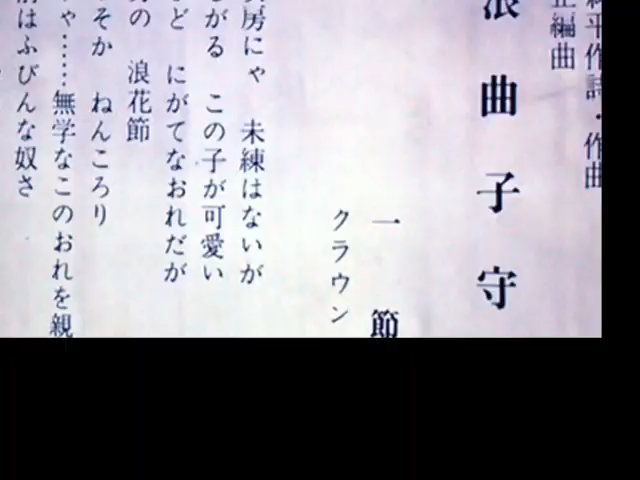 平作詩・作曲
編曲
浪曲子守
一節
クラウン
房にゃ 未練はないが
がる この子が可愛い
ど にがてなおれだが
の 浪花節
そか ねんころり
ゃ……無学なこのおれを親
はふびんな奴さ